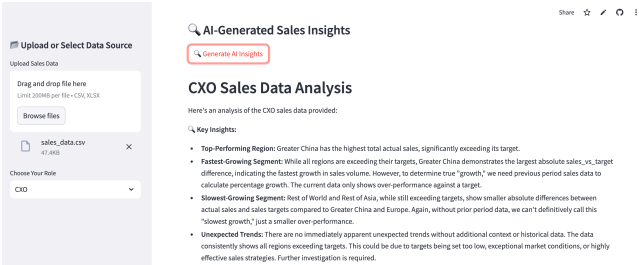 Share
🔍 AI-Generated Sales Insights
📁 Upload or Select Data Source
🔍 Generate AI Insights
Upload Sales Data
Drag and drop file here
Limit 200MB per file • CSV, XLSX
Browse files
sales_data.csv
47.4KB
Choose Your Role
CXO
CXO Sales Data Analysis
Here's an analysis of the CXO sales data provided:
🔍 Key Insights:
• Top-Performing Region: Greater China has the highest total actual sales, significantly exceeding its target.
• Fastest-Growing Segment: While all regions are exceeding their targets, Greater China demonstrates the largest absolute sales_vs_target
difference, indicating the fastest growth in sales volume. However, to determine true "growth," we need previous period sales data to
calculate percentage growth. The current data only shows over-performance against a target.
• Slowest-Growing Segment: Rest of World and Rest of Asia, while still exceeding targets, show smaller absolute differences between
actual sales and sales targets compared to Greater China and Europe. Again, without prior period data, we can't definitively call this
"slowest growth," just a smaller over-performance.
• Unexpected Trends: There are no immediately apparent unexpected trends without additional context or historical data. The data
consistently shows all regions exceeding targets. This could be due to targets being set too low, exceptional market conditions, or highly
effective sales strategies. Further investigation is required.